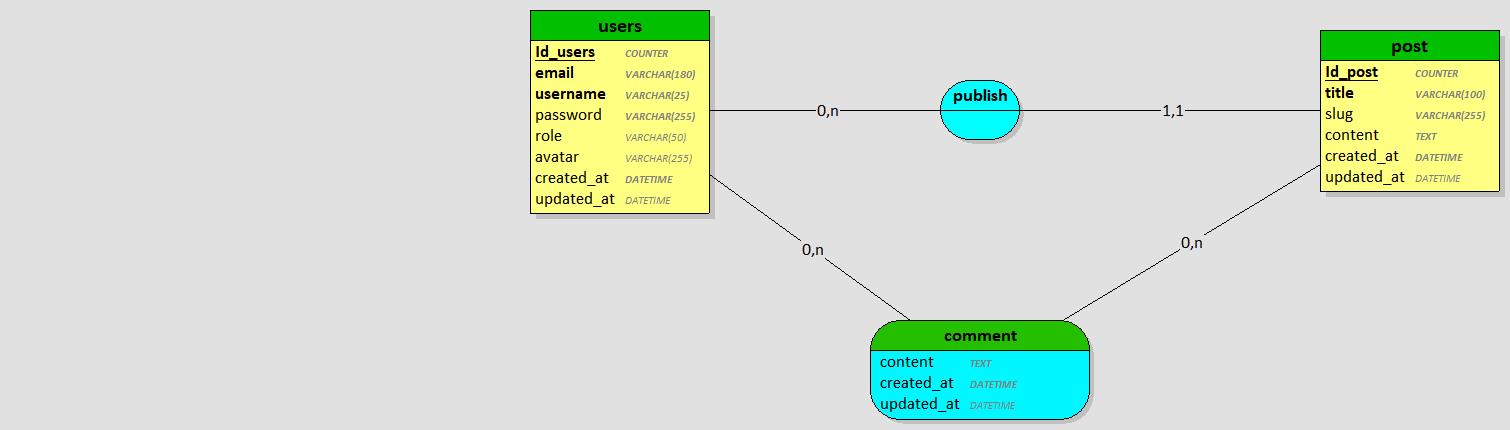 users
Id_users COUNTER
email VARCHAR(180)
username VARCHAR(25)
password VARCHAR(255)
role VARCHAR(50)
avatar VARCHAR(255)
created_at DATETIME
updated_at DATETIME
0,n
publish
1,1
post
Id_post COUNTER
title VARCHAR(100)
slug VARCHAR(255)
content TEXT
created_at DATETIME
updated_at DATETIME
0,n
0,n
comment
content TEXT
created_at DATETIME
updated_at DATETIME